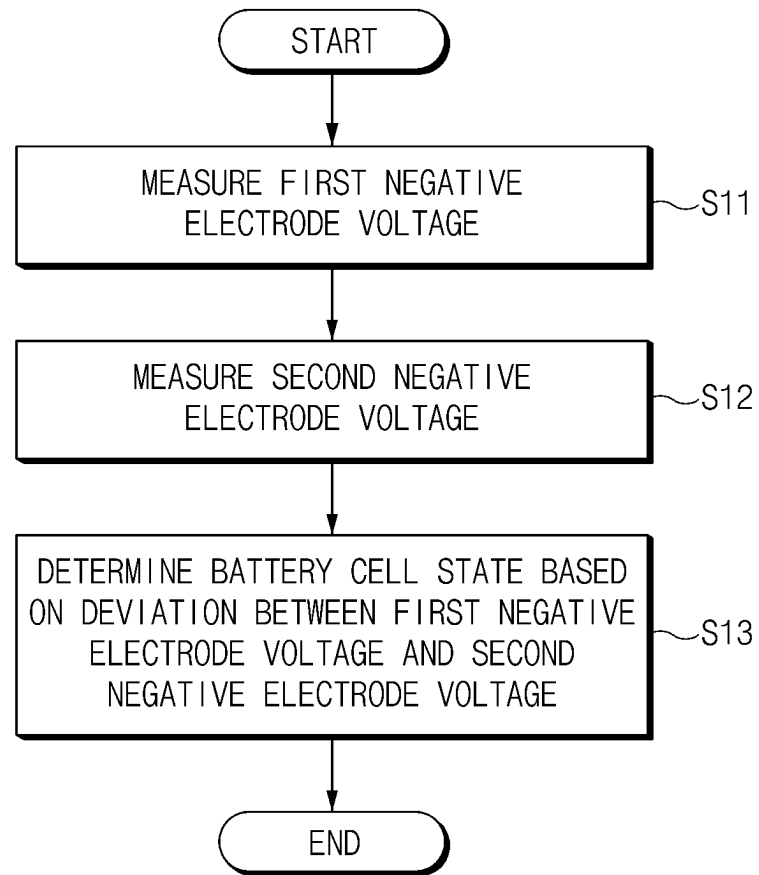 START
MEASURE FIRST NEGATIVE
ELECTRODE VOLTAGE
S11
MEASURE SECOND NEGATIVE
ELECTRODE VOLTAGE
S12
DETERMINE BATTERY CELL STATE BASED
ON DEVIATION BETWEEN FIRST NEGATIVE
ELECTRODE VOLTAGE AND SECOND
NEGATIVE ELECTRODE VOLTAGE
S13
END